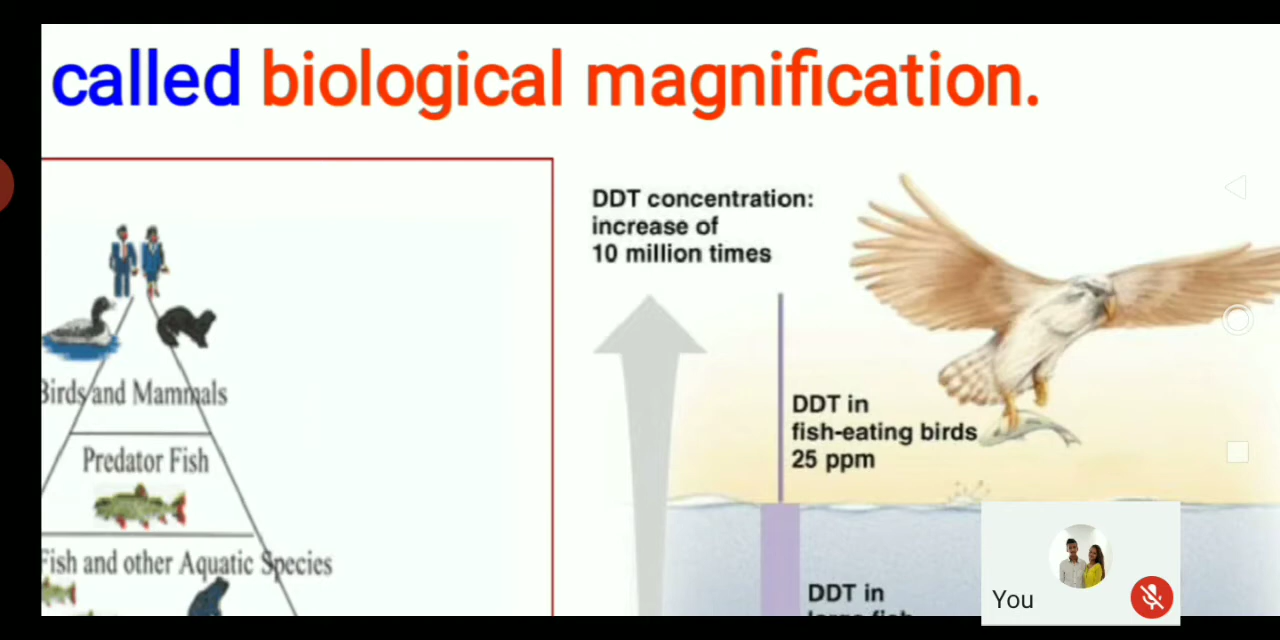 called biological magnification.
DDT concentration:
increase of
10 million times
Birds and Mammals
DDT in
fish-eating birds
25 ppm
Predator Fish
Fish and other Aquatic Species
DDT in
You